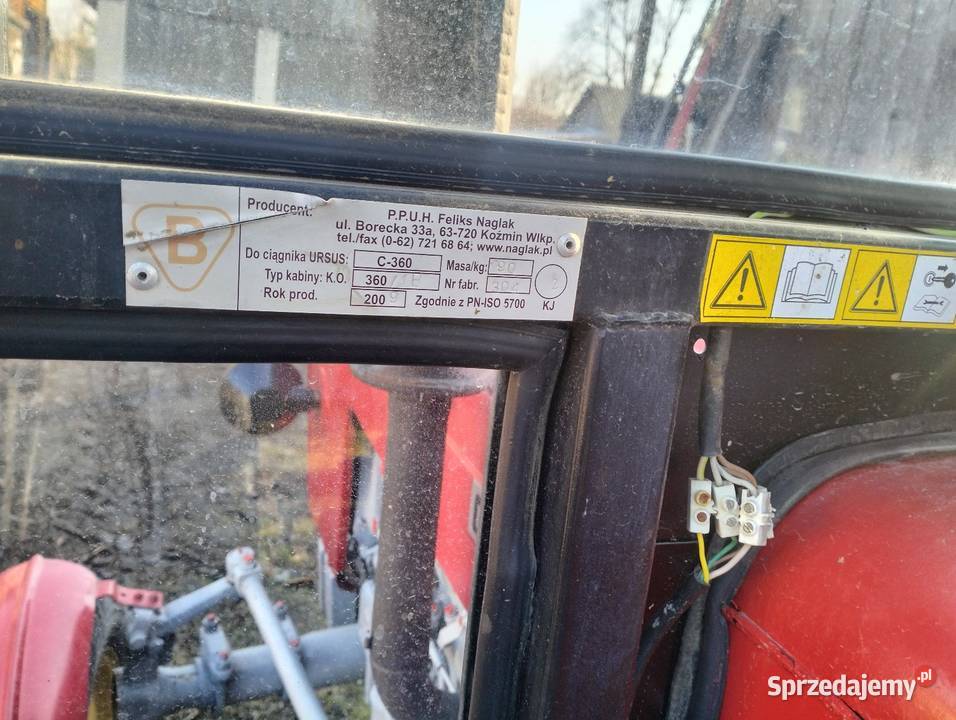 B
Producent: P.P.U.H. Feliks Naglak
ul. Borecka 33a, 63-720 Koźmin Wlkp.
tel./fax (0-62) 721 68 64; www.naglak.pl
Do ciągnika URSUS: C-360 Masa/kg:
Typ kabiny: K.O. 360 Nr fabr.
Rok prod. 2009 Zgodnie z PN-ISO 5700 KJ
Sprzedajemy.pl